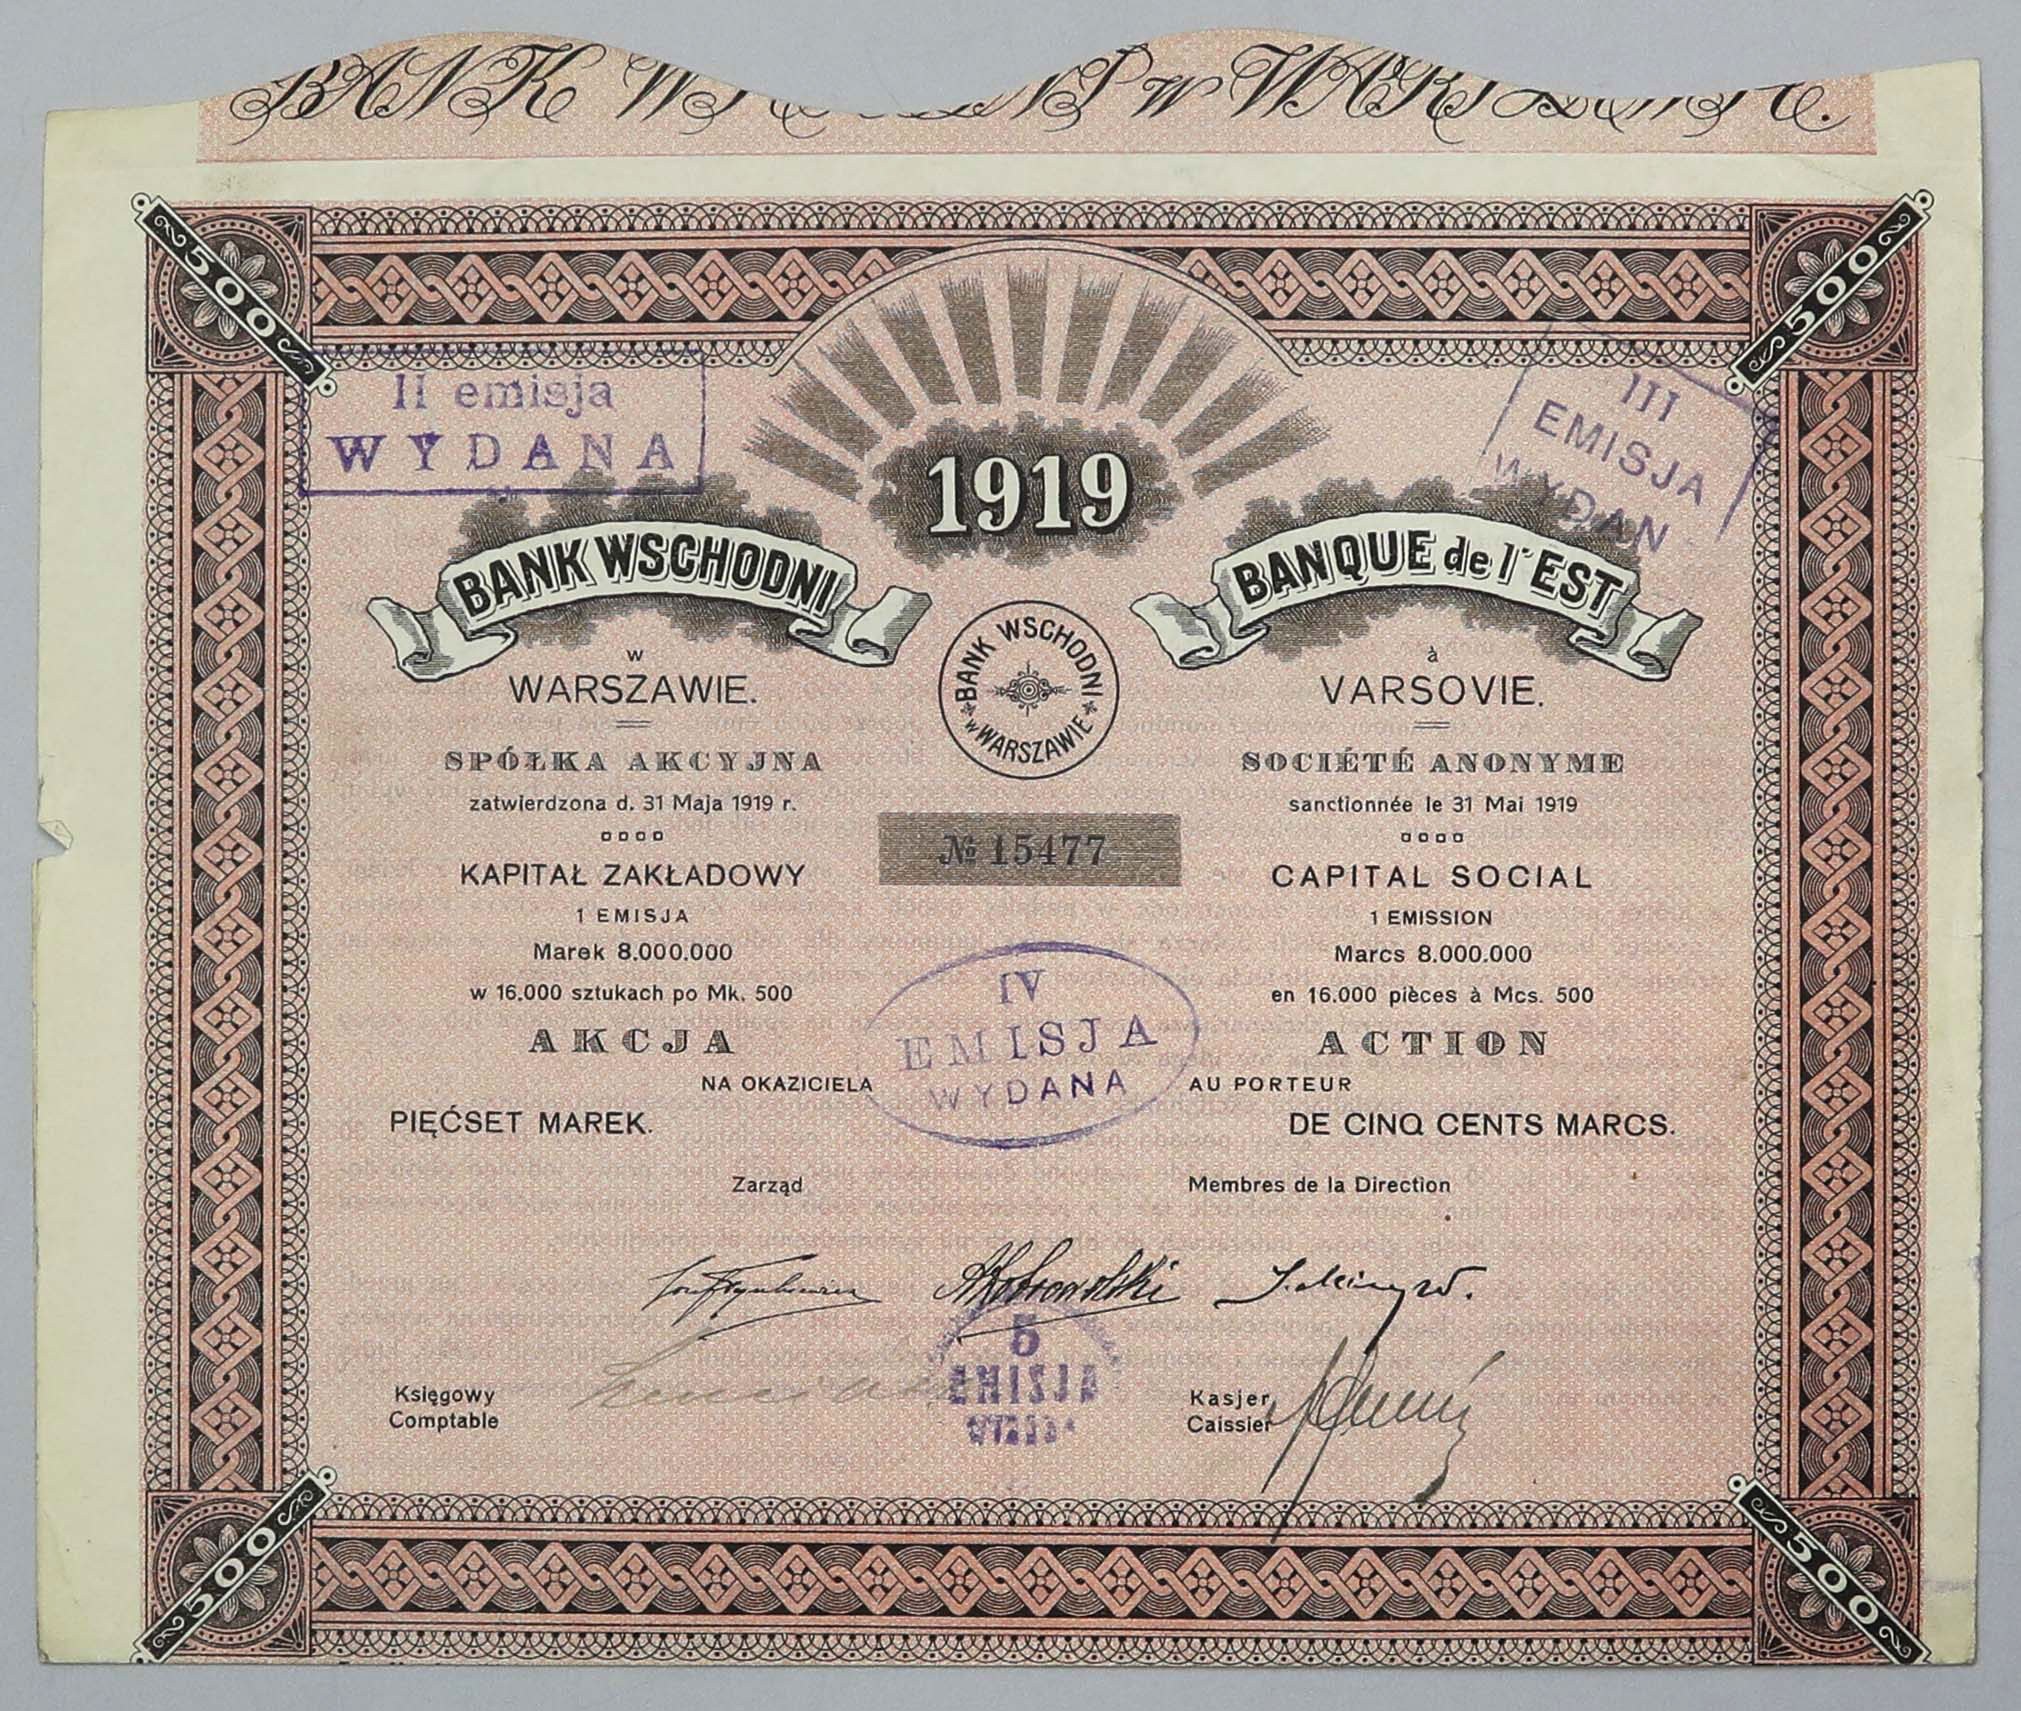 BANK
500
500
II emisja
WYDANA
III
EMISJA
WYDAN
1919
BANK WSCHODNI
w
WARSZAWIE.
SPÓŁKA AKCYJNA
zatwierdzona d. 31 Maja 1919 r.
KAPITAŁ ZAKŁADOWY
1 EMISJA
Marek 8.000.000
w 16.000 sztukach po Mk. 500
AKCJA
NA OKAZICIELA
PIĘĆSET MAREK.
BANK WSCHODNI
w WARSZAWIE
№ 15477
IV
EMISJA
WYDANA
BANQUE de l'EST
à
VARSOVIE.
SOCIÉTÉ ANONYME
sanctionnée le 31 Mai 1919
CAPITAL SOCIAL
1 EMISSION
Marcs 8.000.000
en 16.000 pièces à Mcs. 500
ACTION
AU PORTEUR
DE CINQ CENTS MARCS.
Zarząd
Membres de la Direction
5
EMISJA
Księgowy
Comptable
Kasjer
Caissier
500
500